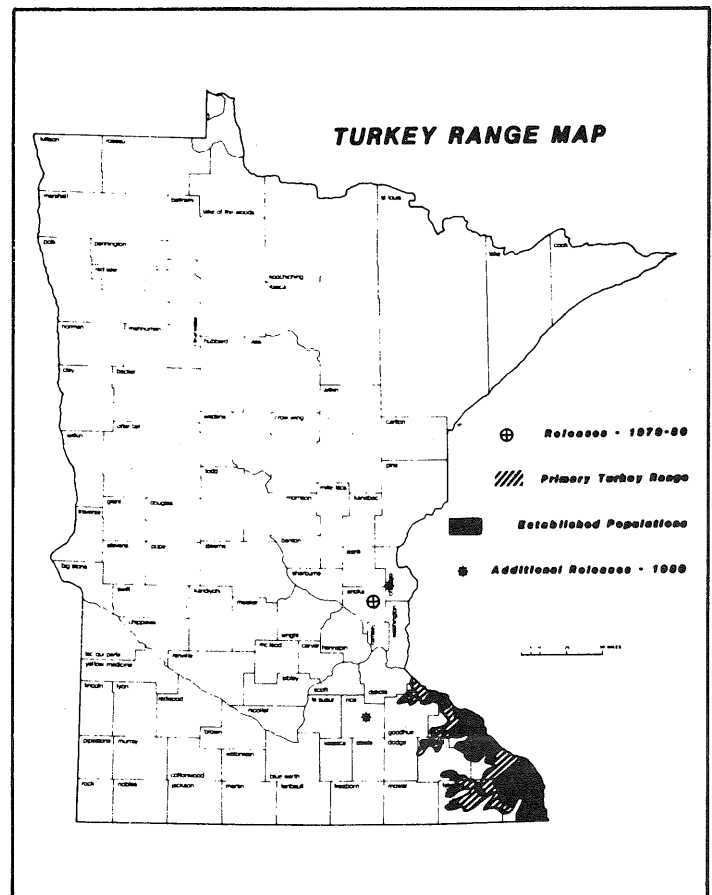 TURKEY RANGE MAP
kittson
roseau
marshall
beltrami
lake of the woods
st louis
polk
pennington
red lake
koochiching
itasca
lake
cook
norman
mahnomen
hubbard
clay
becker
aitkin
otter tail
wadena
crow wing
carlton
wilkin
Releases - 1979-86
pine
todd
Primary Turkey Range
morrison
mille lacs
kanabec
grant
douglas
traverse
Established Populations
stevens
pope
stearns
benton
big stone
sherburne
anoka
Additional Releases - 1986
swift
kandiyohi
meeker
chippewa
wright
washington
lac qui parle
mc leod
carver
hennepin
yellow medicine
renville
sibley
scott
dakota
lincoln
lyon
redwood
nicollet
le sueur
rice
brown
goodhue
pipestone
murray
waseca
steele
dodge
watonwan
cottonwood
blue earth
rock
nobles
jackson
martin
faribault
freeborn
mower